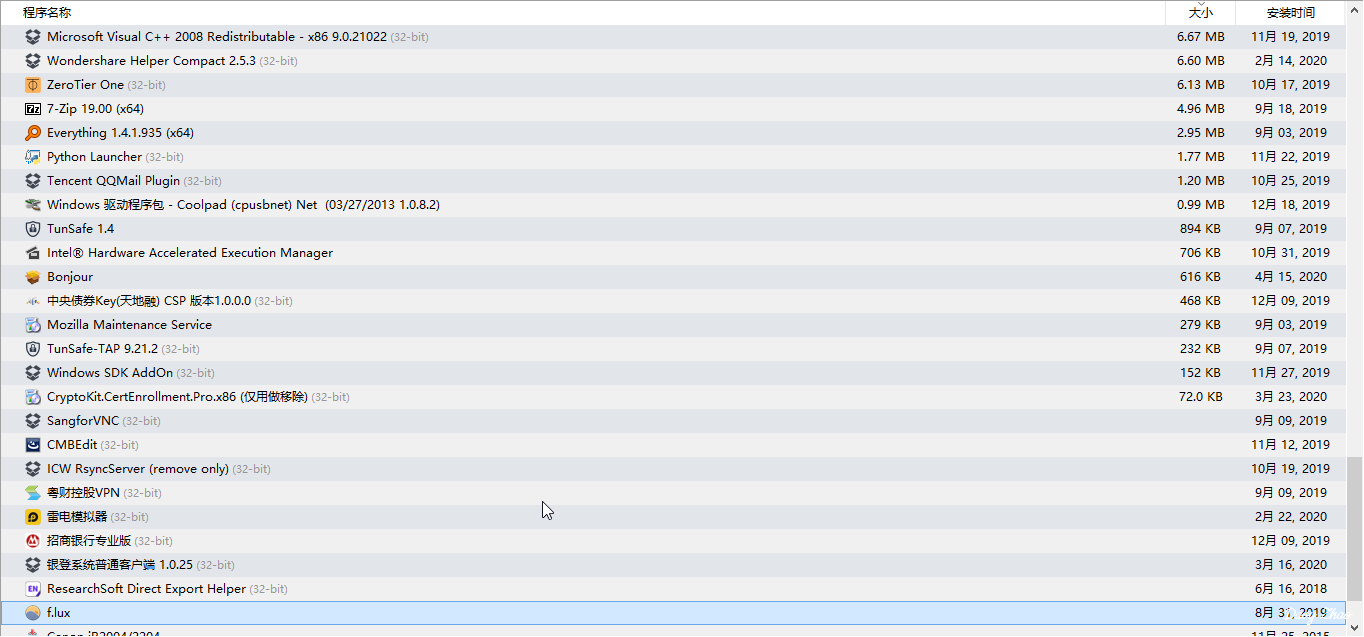 程序名称 大小 安装时间
Microsoft Visual C++ 2008 Redistributable - x86 9.0.21022 (32-bit) 6.67 MB 11月 19, 2019
Wondershare Helper Compact 2.5.3 (32-bit) 6.60 MB 2月 14, 2020
ZeroTier One (32-bit) 6.13 MB 10月 17, 2019
7-Zip 19.00 (x64) 4.96 MB 9月 18, 2019
Everything 1.4.1.935 (x64) 2.95 MB 9月 03, 2019
Python Launcher (32-bit) 1.77 MB 11月 22, 2019
Tencent QQMail Plugin (32-bit) 1.20 MB 10月 25, 2019
Windows 驱动程序包 - Coolpad (cpusbnet) Net (03/27/2013 1.0.8.2) 0.99 MB 12月 18, 2019
TunSafe 1.4 894 KB 9月 07, 2019
Intel® Hardware Accelerated Execution Manager 706 KB 10月 31, 2019
Bonjour 616 KB 4月 15, 2020
中央债券Key(天地融) CSP 版本1.0.0.0 (32-bit) 468 KB 12月 09, 2019
Mozilla Maintenance Service 279 KB 9月 03, 2019
TunSafe-TAP 9.21.2 (32-bit) 232 KB 9月 07, 2019
Windows SDK AddOn (32-bit) 152 KB 11月 27, 2019
CryptoKit.CertEnrollment.Pro.x86 (仅用做移除) (32-bit) 72.0 KB 3月 23, 2020
SangforVNC (32-bit) 9月 09, 2019
CMBEdit (32-bit) 11月 12, 2019
ICW RsyncServer (remove only) (32-bit) 10月 19, 2019
粤财控股VPN (32-bit) 9月 09, 2019
雷电模拟器 (32-bit) 2月 22, 2020
招商银行专业版 (32-bit) 12月 09, 2019
银登系统普通客户端 1.0.25 (32-bit) 3月 16, 2020
ResearchSoft Direct Export Helper (32-bit) 6月 16, 2018
f.lux 8月 31, 2019
Canon iR2004/2204 11月 25, 2015